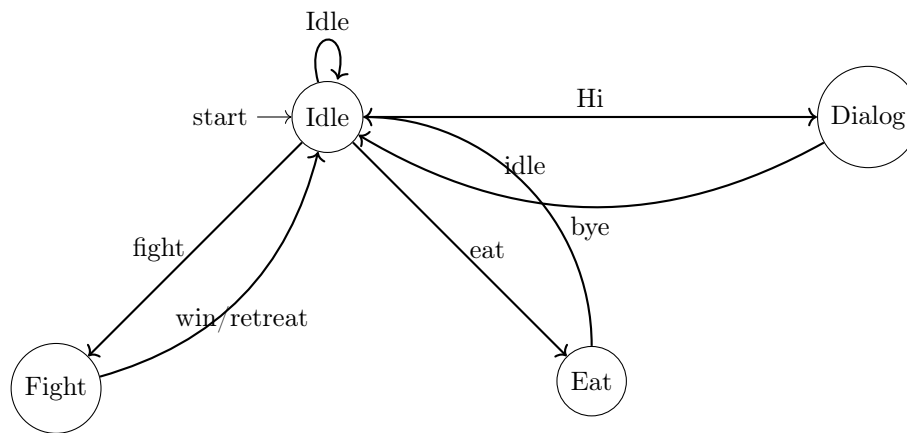 Idle
Hi
start
Idle
Dialog
idle
bye
fight
eat
win/retreat
Fight
Eat